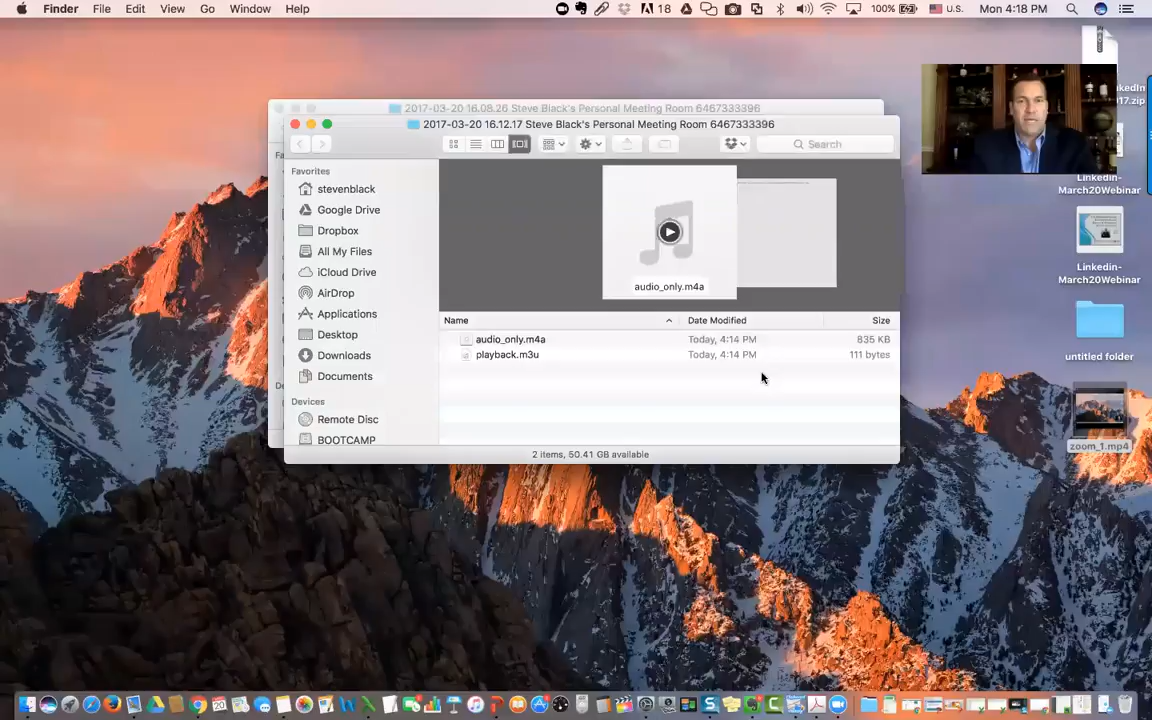 Finder File Edit View Go Window Help
18 100% U.S. Mon 4:18 PM
2017-03-20 16.08.26 Steve Black's Personal Meeting Room 6467333396
2017-03-20 16.12.17 Steve Black's Personal Meeting Room 6467333396
Search
Favorites
stevenblack
Google Drive
Dropbox
All My Files
iCloud Drive
AirDrop
Applications
Desktop
Downloads
Documents
Devices
Remote Disc
BOOTCAMP
audio_only.m4a
Name Date Modified Size
audio_only.m4a Today, 4:14 PM 835 KB
playback.m3u Today, 4:14 PM 111 bytes
2 items, 50.41 GB available
17.zip
Linkedin-
March20Webinar
Linkedin-
March20Webinar
untitled folder
zoom_1.mp4